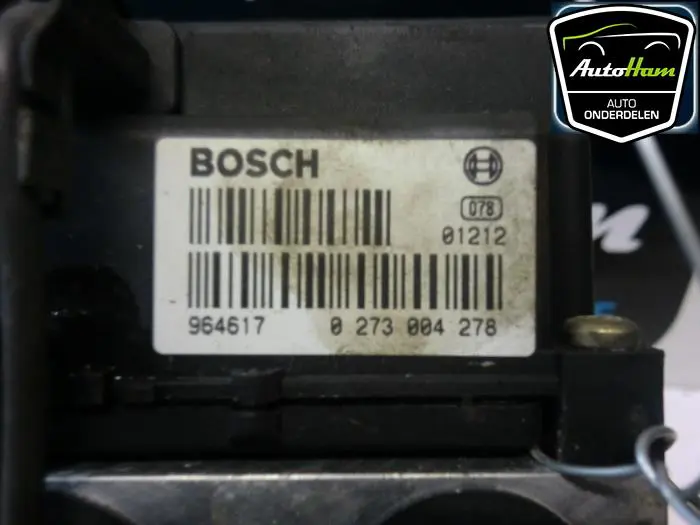 AutoHam
AUTO
ONDERDELEN
BOSCH
078
01212
964617 0 273 004 278